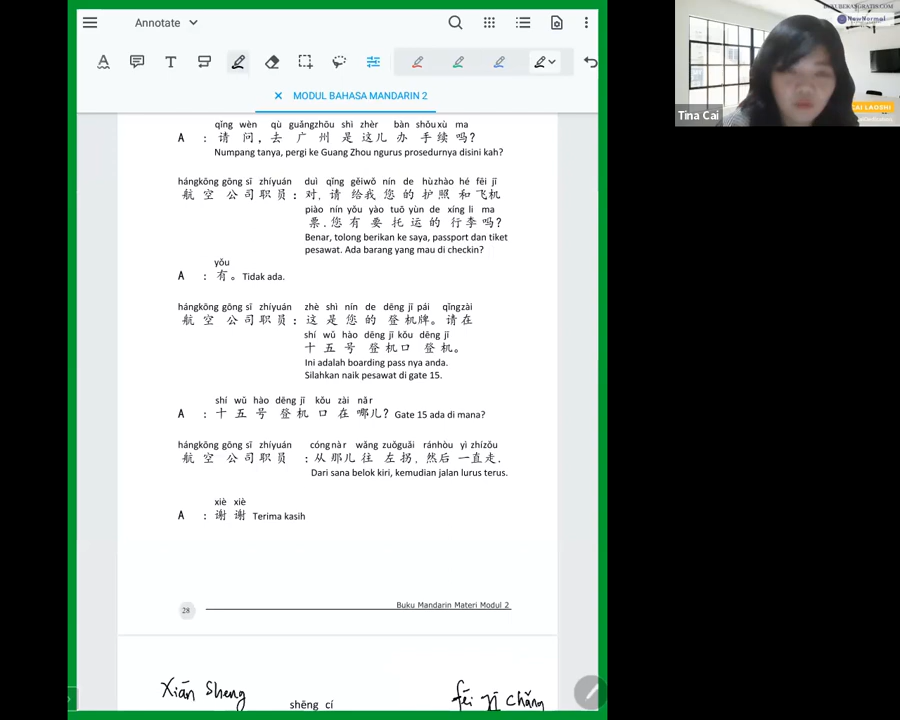 Annotate
MODUL BAHASA MANDARIN 2
qǐng wèn qù guǎngzhōu shì zhèr bàn shǒu xù ma
A : 请 问，去 广 州 是 这儿 办 手 续 吗？
Numpang tanya, pergi ke Guang Zhou ngurus prosedurnya disini kah?
hángkōng gōng sī zhíyuán duì qǐng gěiwǒ nín de hùzhào hé fēi jī
航 空 公 司 职 员：对，请 给我 您 的 护 照 和 飞 机
piào nín yǒu yào tuō yùn de xíng li ma
票，您 有 要 托 运 的 行 李 吗？
Benar, tolong berikan ke saya, passport dan tiket
pesawat. Ada barang yang mau di checkin?
yǒu
A : 有。Tidak ada.
hángkōng gōng sī zhíyuán zhè shì nín de dēng jī pái qǐngzài
航 空 公 司 职 员：这 是 您 的 登 机 牌。请 在
shí wǔ hào dēng jī kǒu dēng jī
十 五 号 登 机 口 登 机。
Ini adalah boarding pass nya anda.
Silahkan naik pesawat di gate 15.
shí wǔ hào dēng jī kǒu zài nǎr
A : 十 五 号 登 机 口 在 哪儿？ Gate 15 ada di mana?
hángkōng gōng sī zhíyuán cóng nà r wǎng zuǒguǎi ránhòu yì zhízǒu
航 空 公 司 职 员 ：从 那 儿 往 左 拐，然后 一 直 走.
Dari sana belok kiri, kemudian jalan lurus terus.
xiè xiè
A : 谢 谢 Terima kasih
28 Buku Mandarin Materi Modul 2
Xiān Sheng
shēng cí
fēi jī chǎng
Tina Cai
NewNormal
CAI LAOSHI